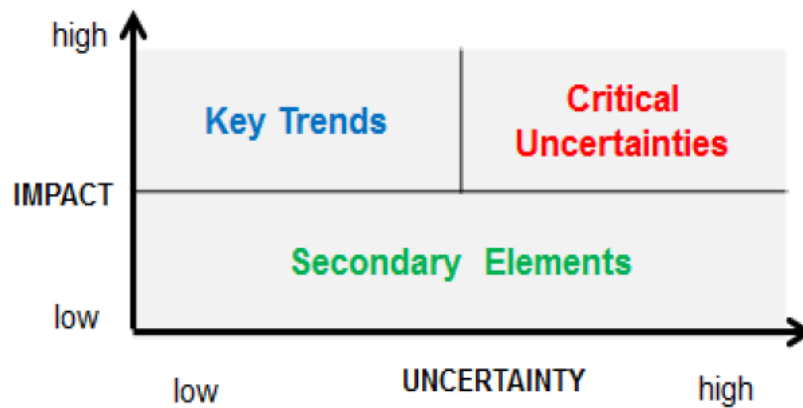 high
Key Trends
Critical
Uncertainties
IMPACT
Secondary Elements
low
low
UNCERTAINTY
high